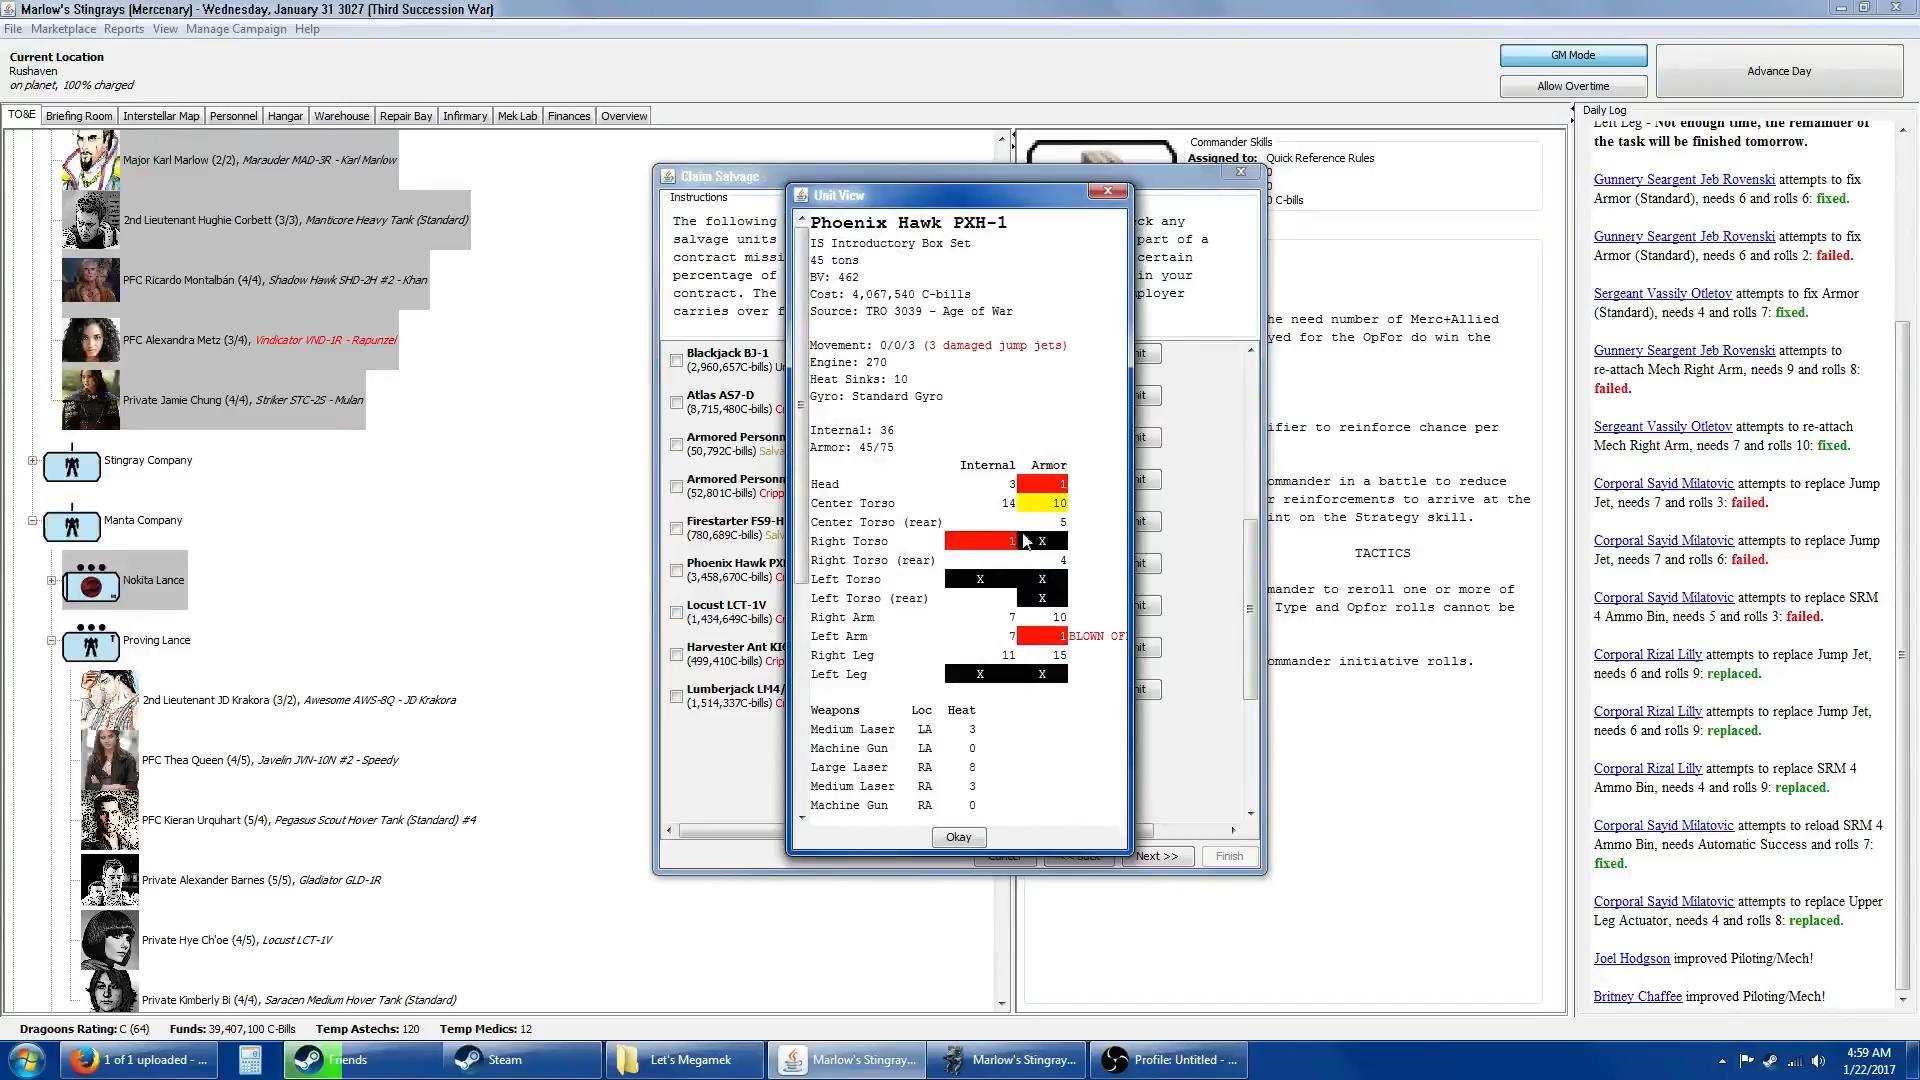 Marlow's Stingrays (Mercenary) - Wednesday, January 31 3027 (Third Succession War)
File Marketplace Reports View Manage Campaign Help
Current Location
Rushaven
on planet, 100% charged
GM Mode
Allow Overtime
Advance Day
TO&E Briefing Room Interstellar Map Personnel Hangar Warehouse Repair Bay Infirmary Mek Lab Finances Overview
Major Karl Marlow (2/2), Marauder MAD-3R - Karl Marlow
2nd Lieutenant Hughie Corbett (3/3), Manticore Heavy Tank (Standard)
PFC Ricardo Montalbán (4/4), Shadow Hawk SHD-2H #2 - Khan
PFC Alexandra Metz (3/4), Vindicator VND-1R - Rapunzel
Private Jamie Chung (4/4), Striker STC-2S - Mulan
Stingray Company
Manta Company
Nokita Lance
Proving Lance
2nd Lieutenant JD Krakora (3/2), Awesome AWS-8Q - JD Krakora
PFC Thea Queen (4/5), Javelin JVN-10N #2 - Speedy
PFC Kieran Urquhart (5/4), Pegasus Scout Hover Tank (Standard) #4
Private Alexander Barnes (5/5), Gladiator GLD-1R
Private Hye Ch'oe (4/5), Locust LCT-1V
Private Kimberly Bi (4/4), Saracen Medium Hover Tank (Standard)
Commander Skills
Assigned to: Quick Reference Rules
0
0 C-bills
he need number of Merc+Allied
yed for the OpFor do win the
ifier to reinforce chance per
ommander in a battle to reduce
r reinforcements to arrive at the
int on the Strategy skill.
TACTICS
mander to reroll one or more of
Type and Opfor rolls cannot be
ommander initiative rolls.
Claim Salvage
Instructions
The following
salvage units
contract missi
percentage of
contract. The
carries over f
ck any
part of a
certain
in your
ployer
Blackjack BJ-1
(2,960,657C-bills)
Atlas AS7-D
(8,715,480C-bills)
Armored Personn
(50,792C-bills) Salva
Armored Personn
(52,801C-bills) Cripp
Firestarter FS9-H
(780,689C-bills) Salv
Phoenix Hawk PX
(3,458,670C-bills)
Locust LCT-1V
(1,434,649C-bills)
Harvester Ant KI
(499,410C-bills) Crip
Lumberjack LM4/
(1,514,337C-bills)
Next >>
Finish
Unit View
Phoenix Hawk PXH-1
IS Introductory Box Set
45 tons
BV: 462
Cost: 4,067,540 C-bills
Source: TRO 3039 - Age of War
Movement: 0/0/3 (3 damaged jump jets)
Engine: 270
Heat Sinks: 10
Gyro: Standard Gyro
Internal: 36
Armor: 45/75
Internal Armor
Head 3 1
Center Torso 14 10
Center Torso (rear) 5
Right Torso 1 X
Right Torso (rear) 4
Left Torso X X
Left Torso (rear) X
Right Arm 7 10
Left Arm 7 1 BLOWN OF
Right Leg 11 15
Left Leg X X
Weapons Loc Heat
Medium Laser LA 3
Machine Gun LA 0
Large Laser RA 8
Medium Laser RA 3
Machine Gun RA 0
Okay
Daily Log
Left Leg - Not enough time, the remainder of
the task will be finished tomorrow.
Gunnery Seargent Jeb Rovenski attempts to fix
Armor (Standard), needs 6 and rolls 6: fixed.
Gunnery Seargent Jeb Rovenski attempts to fix
Armor (Standard), needs 6 and rolls 2: failed.
Sergeant Vassily Otletov attempts to fix Armor
(Standard), needs 4 and rolls 7: fixed.
Gunnery Seargent Jeb Rovenski attempts to
re-attach Mech Right Arm, needs 9 and rolls 8:
failed.
Sergeant Vassily Otletov attempts to re-attach
Mech Right Arm, needs 7 and rolls 10: fixed.
Corporal Sayid Milatovic attempts to replace Jump
Jet, needs 7 and rolls 3: failed.
Corporal Sayid Milatovic attempts to replace Jump
Jet, needs 7 and rolls 6: failed.
Corporal Sayid Milatovic attempts to replace SRM
4 Ammo Bin, needs 5 and rolls 3: failed.
Corporal Rizal Lilly attempts to replace Jump Jet,
needs 6 and rolls 9: replaced.
Corporal Rizal Lilly attempts to replace Jump Jet,
needs 6 and rolls 9: replaced.
Corporal Rizal Lilly attempts to replace SRM 4
Ammo Bin, needs 4 and rolls 9: replaced.
Corporal Sayid Milatovic attempts to reload SRM 4
Ammo Bin, needs Automatic Success and rolls 7:
fixed.
Corporal Sayid Milatovic attempts to replace Upper
Leg Actuator, needs 4 and rolls 8: replaced.
Joel Hodgson improved Piloting/Mech!
Britney Chaffee improved Piloting/Mech!
Dragoons Rating: C (64) Funds: 39,407,100 C-Bills Temp Astechs: 120 Temp Medics: 12
1 of 1 uploaded - ...
Friends
Steam
Let's Megamek
Marlow's Stingray...
Marlow's Stingray...
Profile: Untitled - ...
4:59 AM
1/22/2017